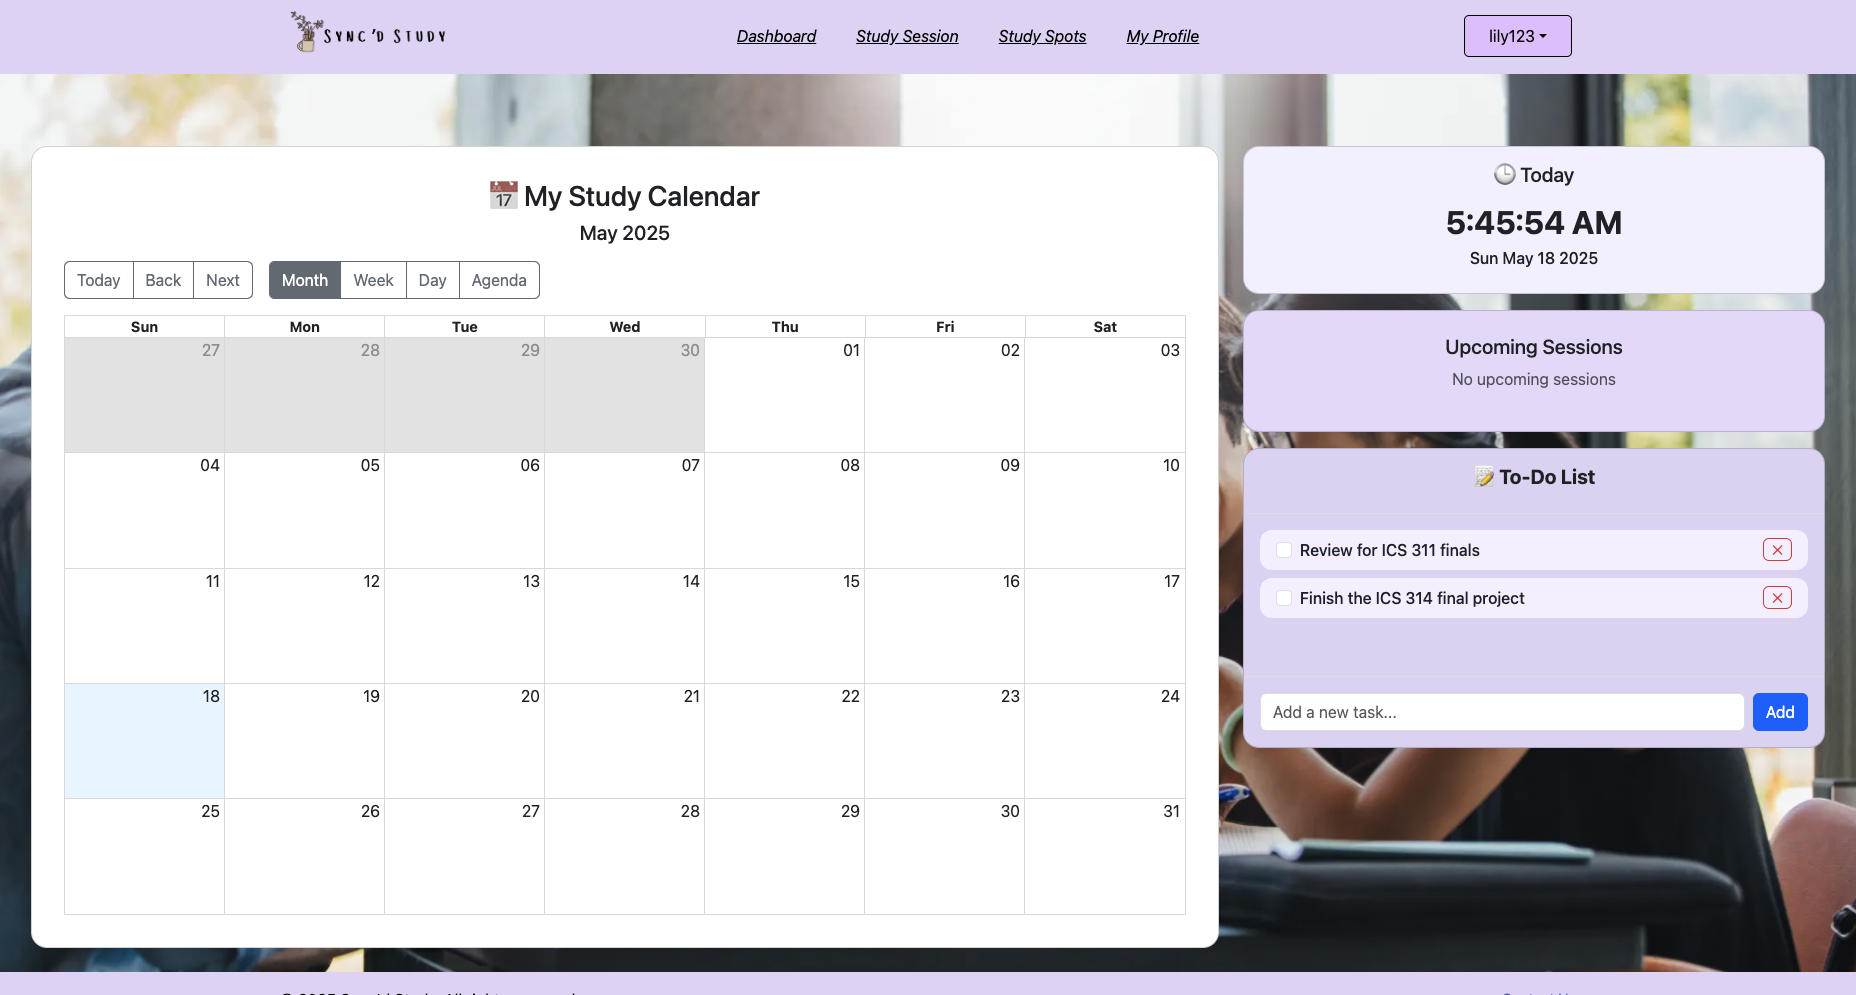 Sync'd Study
Dashboard Study Session Study Spots My Profile
lily123
JUL 17 My Study Calendar
May 2025
Today Back Next Month Week Day Agenda
Sun Mon Tue Wed Thu Fri Sat
27 28 29 30 01 02 03
04 05 06 07 08 09 10
11 12 13 14 15 16 17
18 19 20 21 22 23 24
25 26 27 28 29 30 31
Today
5:45:54 AM
Sun May 18 2025
Upcoming Sessions
No upcoming sessions
To-Do List
Review for ICS 311 finals
Finish the ICS 314 final project
Add a new task...
Add